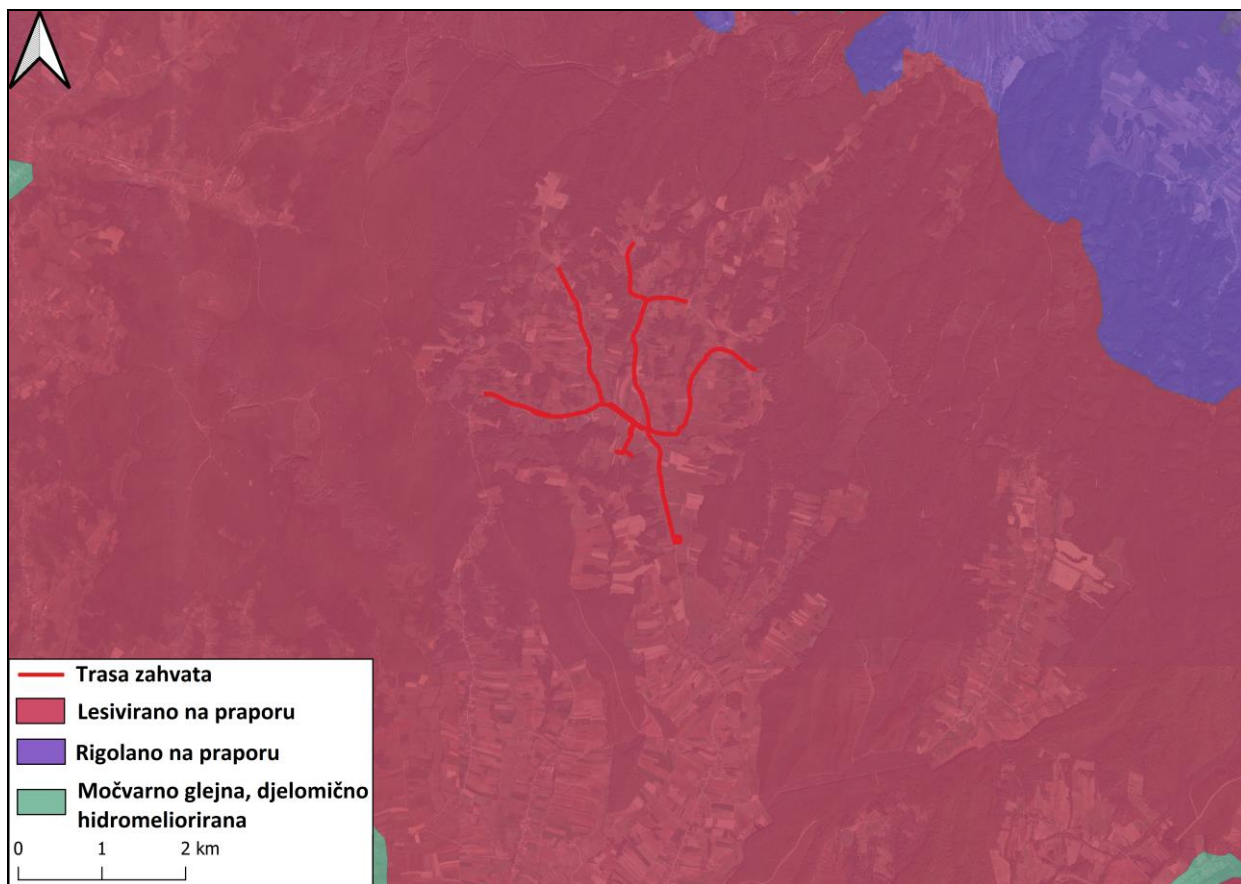 Trasa zahvata
Lesivirano na praporu
Rigolano na praporu
Močvarno glejna, djelomično
hidromeliorirana
0 1 2 km